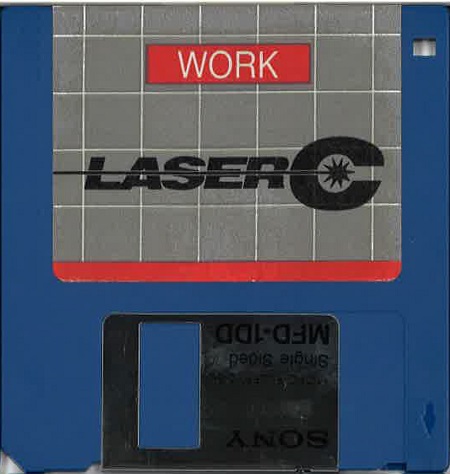 WORK
LASER C
MFD-1DD
Single Sided
SONY